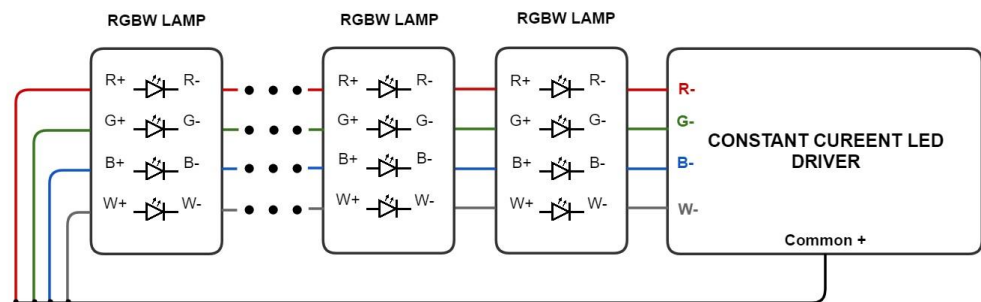 RGBW LAMP RGBW LAMP RGBW LAMP
R+ R- R+ R- R+ R- R-
G+ G- G+ G- G+ G- G-
B+ B- B+ B- B+ B- B-
W+ W- W+ W- W+ W- W-
CONSTANT CUREENT LED
DRIVER
Common +